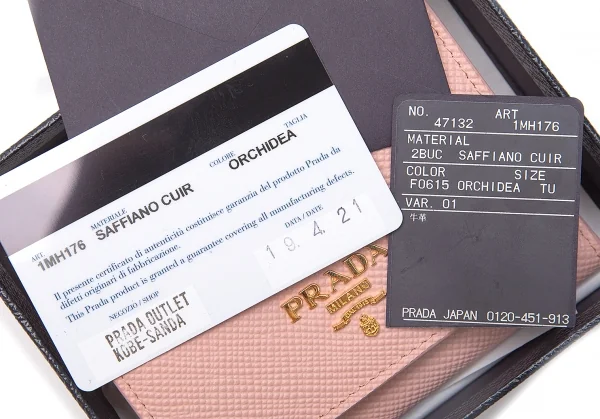 ART. MATERIALE COLORE TAGLIA
1MH176 SAFFIANO CUIR ORCHIDEA
Il presente certificato di autenticità costituisce garanzia del prodotto Prada da
difetti originari di fabbricazione.
This Prada product is granted a guarantee covering all manufacturing defects.
NEGOZIO / SHOP DATA / DATE
PRADA OUTLET
KOBE-SANDA
19. 4. 21
PRADA
MILANO
NO. ART
47132 1MH176
MATERIAL
2BUC SAFFIANO CUIR
COLOR SIZE
F0615 ORCHIDEA TU
VAR. 01
牛革
PRADA JAPAN 0120-451-913